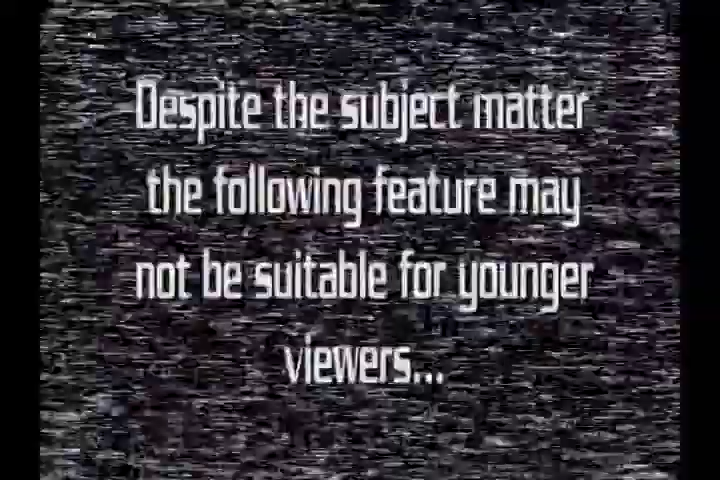 Despite the subject matter
the following feature may
not be suitable for younger
viewers...